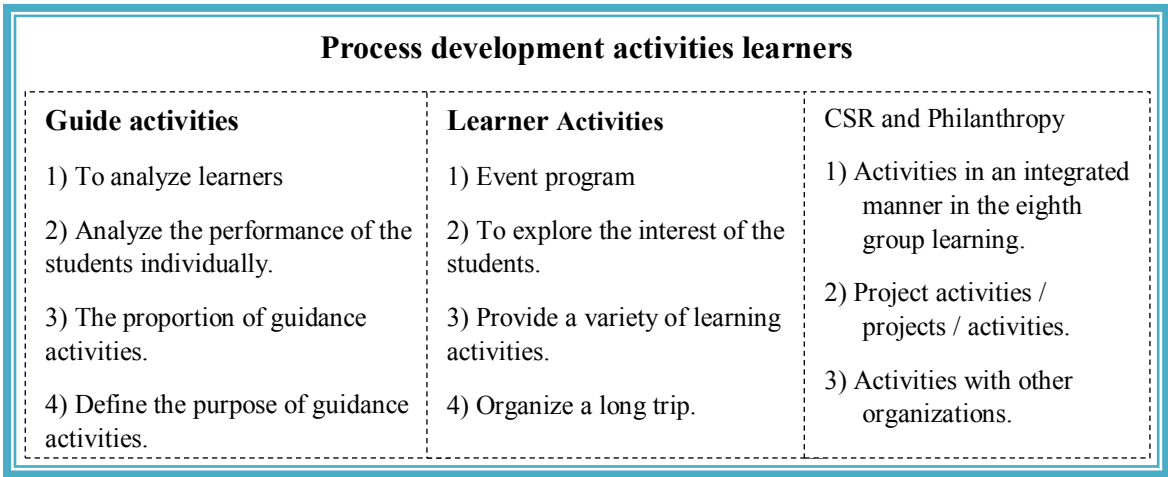 Process development activities learners
Guide activities
1) To analyze learners
2) Analyze the performance of the
students individually.
3) The proportion of guidance
activities.
4) Define the purpose of guidance
activities.
Learner Activities
1) Event program
2) To explore the interest of the
students.
3) Provide a variety of learning
activities.
4) Organize a long trip.
CSR and Philanthropy
1) Activities in an integrated
manner in the eighth
group learning.
2) Project activities /
projects / activities.
3) Activities with other
organizations.